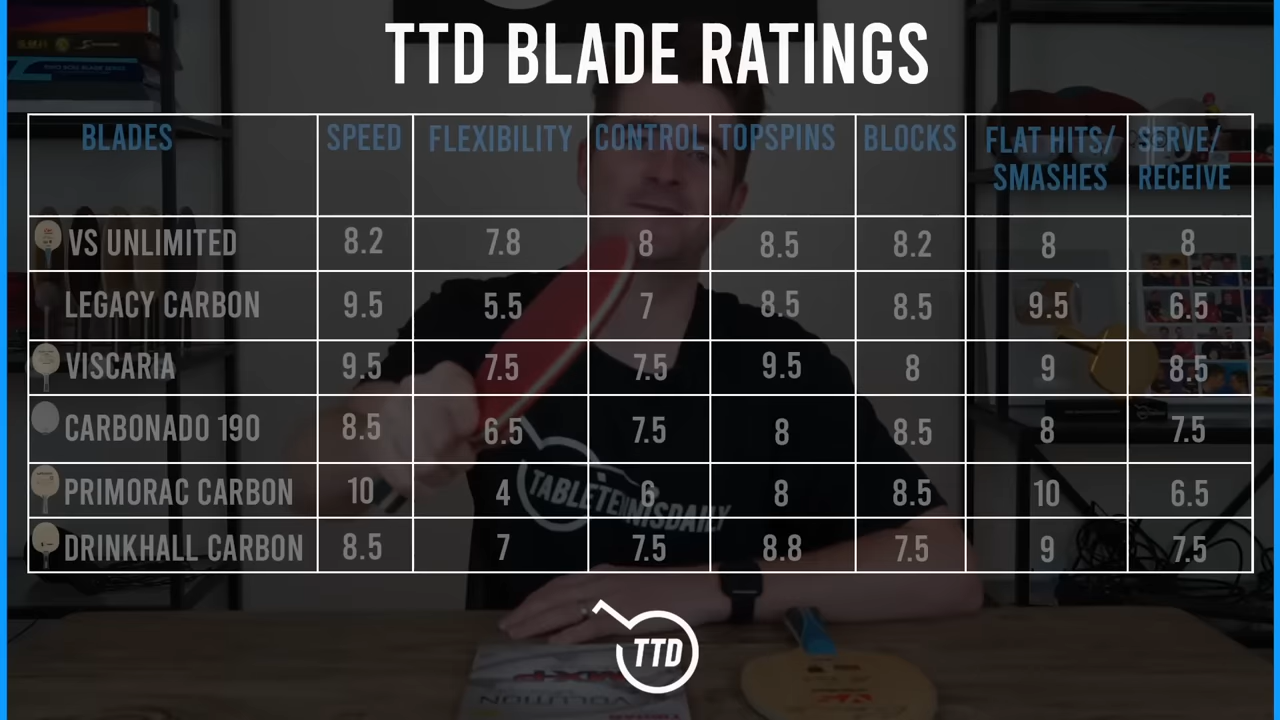 TTD BLADE RATINGS
BLADES SPEED FLEXIBILITY CONTROL TOPSPINS BLOCKS FLAT HITS/ SMASHES SERVE/ RECEIVE
VS UNLIMITED 8.2 7.8 8 8.5 8.2 8 8
LEGACY CARBON 9.5 5.5 7 8.5 8.5 9.5 6.5
VISCARIA 9.5 7.5 7.5 9.5 8 9 8.5
CARBONADO 190 8.5 6.5 7.5 8 8.5 8 7.5
PRIMORAC CARBON 10 4 6 8 8.5 10 6.5
DRINKHALL CARBON 8.5 7 7.5 8.8 7.5 9 7.5
TABLETENNISDAILY
TTD